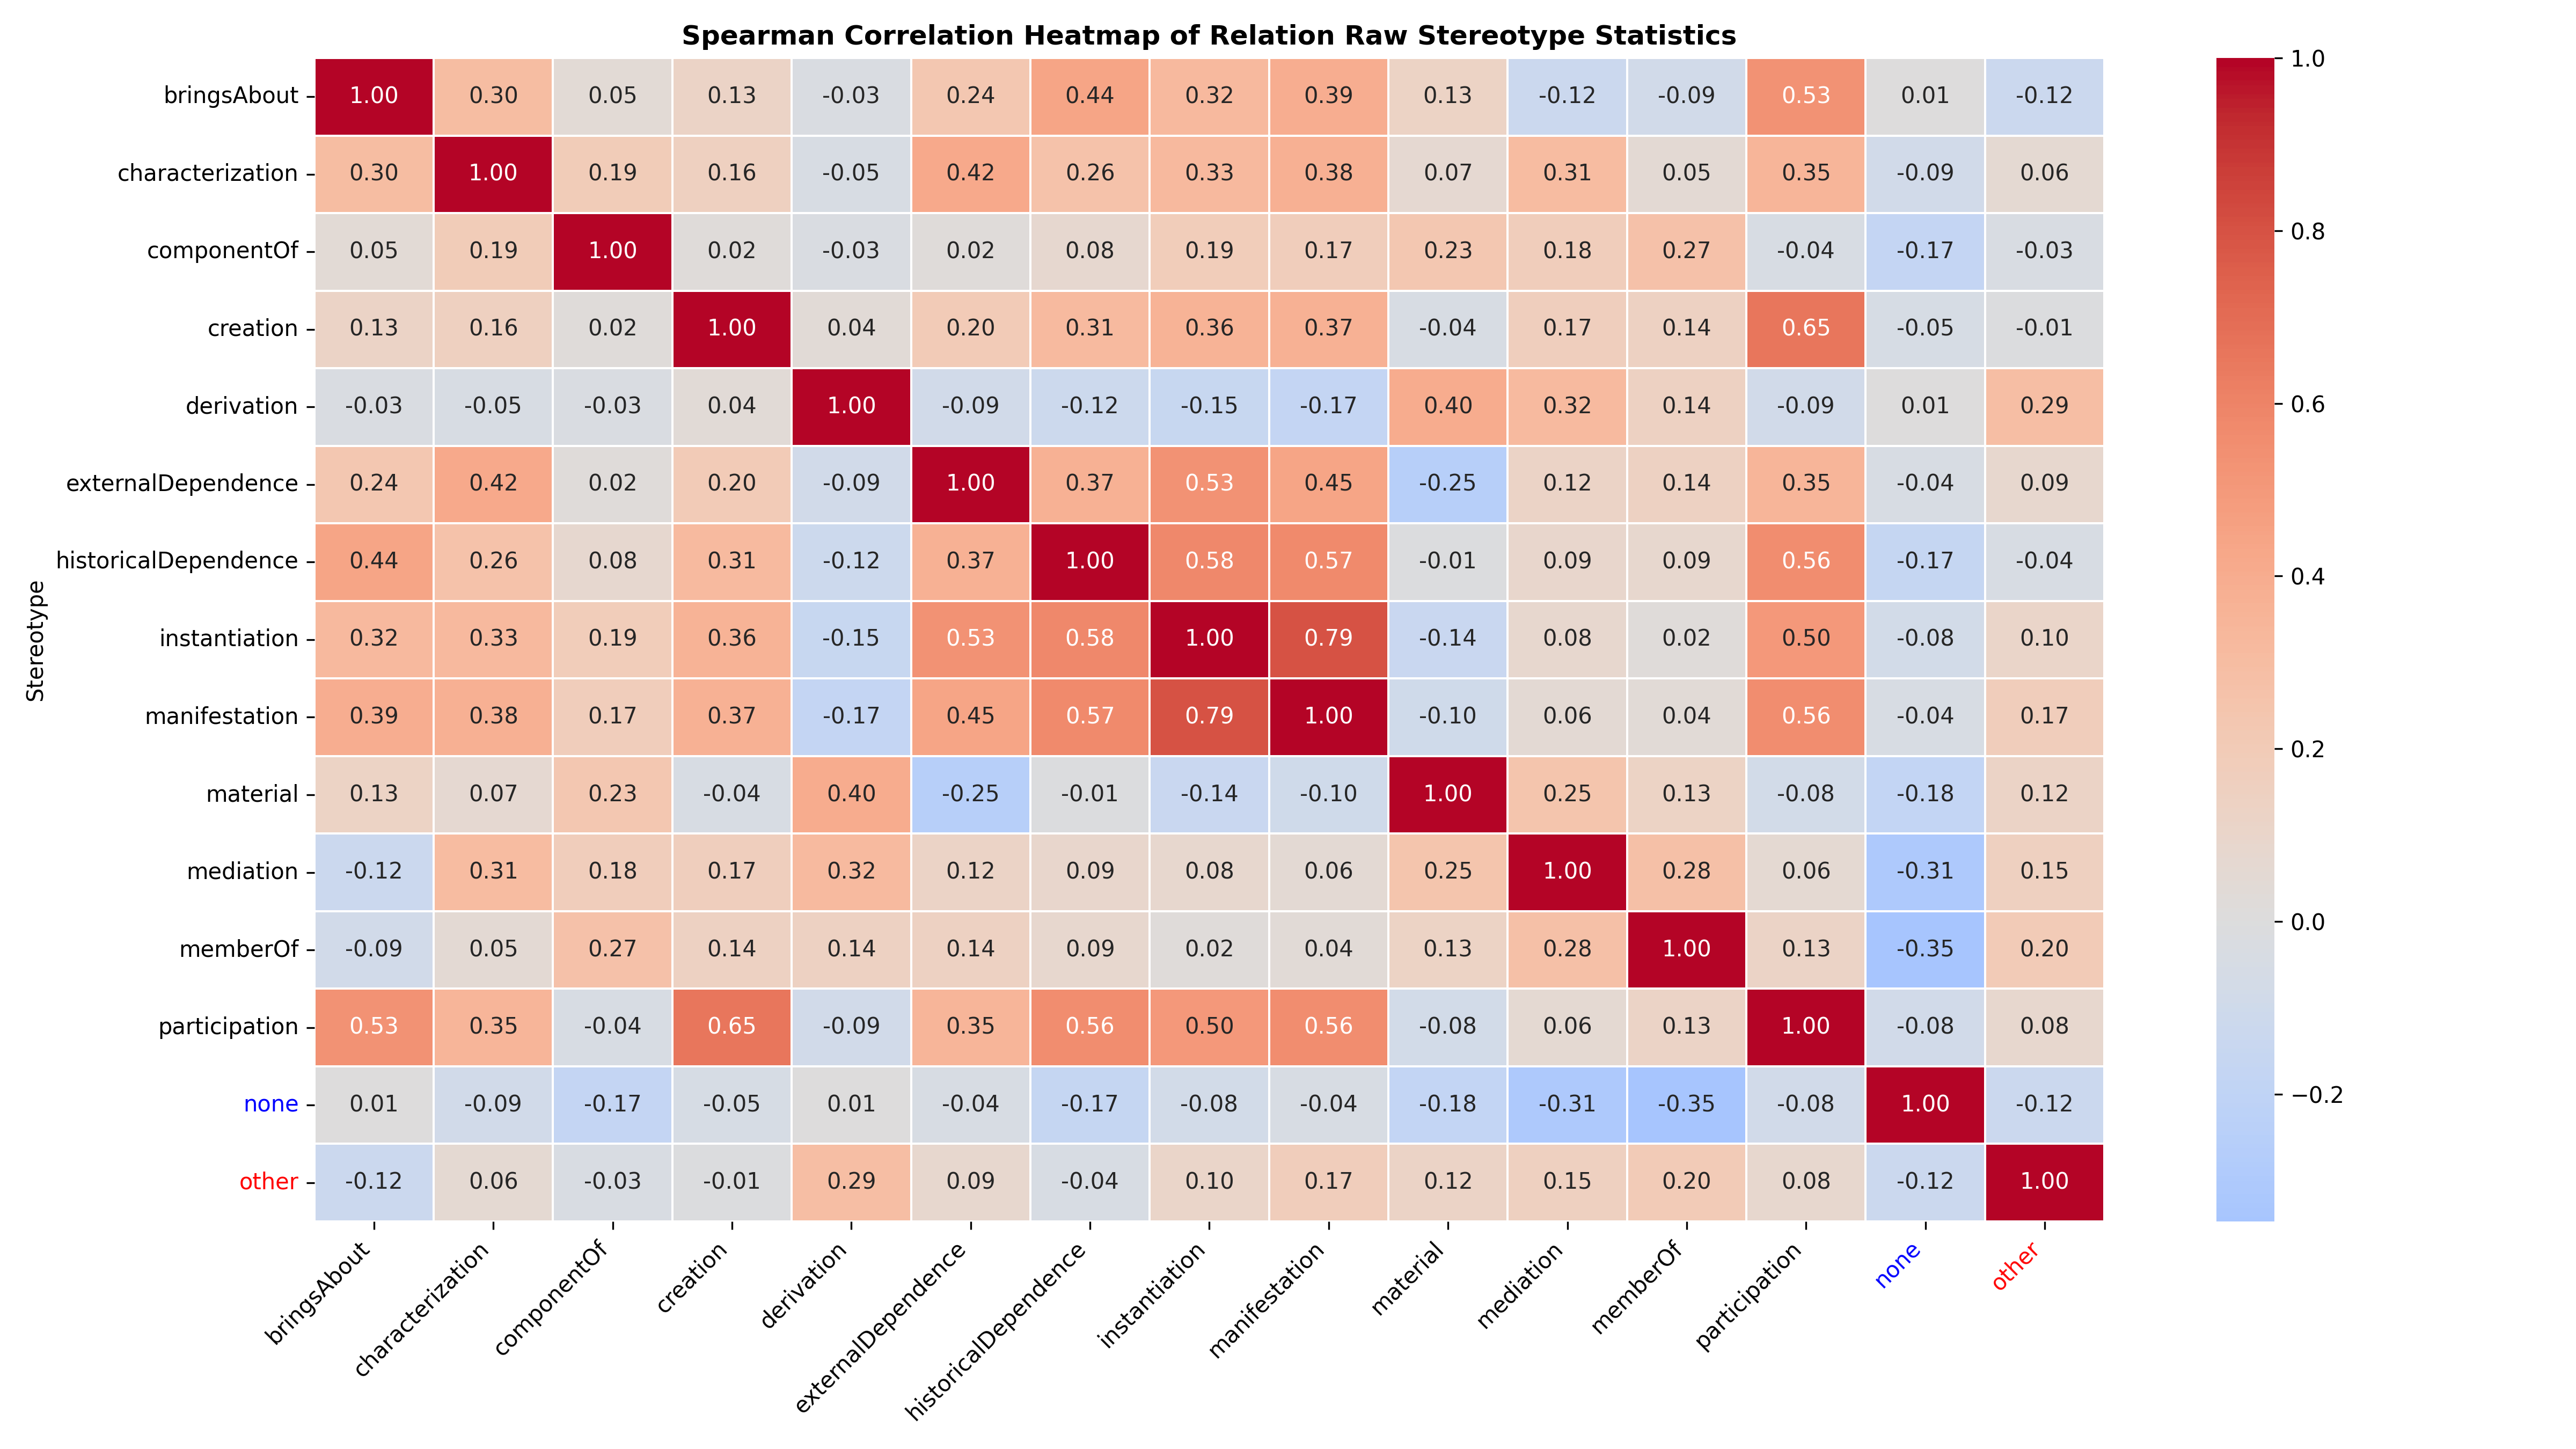 Spearman Correlation Heatmap of Relation Raw Stereotype Statistics
bringsAbout 1.00 0.30 0.05 0.13 -0.03 0.24 0.44 0.32 0.39 0.13 -0.12 -0.09 0.53 0.01 -0.12
characterization 0.30 1.00 0.19 0.16 -0.05 0.42 0.26 0.33 0.38 0.07 0.31 0.05 0.35 -0.09 0.06
componentOf 0.05 0.19 1.00 0.02 -0.03 0.02 0.08 0.19 0.17 0.23 0.18 0.27 -0.04 -0.17 -0.03
creation 0.13 0.16 0.02 1.00 0.04 0.20 0.31 0.36 0.37 -0.04 0.17 0.14 0.65 -0.05 -0.01
derivation -0.03 -0.05 -0.03 0.04 1.00 -0.09 -0.12 -0.15 -0.17 0.40 0.32 0.14 -0.09 0.01 0.29
externalDependence 0.24 0.42 0.02 0.20 -0.09 1.00 0.37 0.53 0.45 -0.25 0.12 0.14 0.35 -0.04 0.09
historicalDependence 0.44 0.26 0.08 0.31 -0.12 0.37 1.00 0.58 0.57 -0.01 0.09 0.09 0.56 -0.17 -0.04
instantiation 0.32 0.33 0.19 0.36 -0.15 0.53 0.58 1.00 0.79 -0.14 0.08 0.02 0.50 -0.08 0.10
manifestation 0.39 0.38 0.17 0.37 -0.17 0.45 0.57 0.79 1.00 -0.10 0.06 0.04 0.56 -0.04 0.17
material 0.13 0.07 0.23 -0.04 0.40 -0.25 -0.01 -0.14 -0.10 1.00 0.25 0.13 -0.08 -0.18 0.12
mediation -0.12 0.31 0.18 0.17 0.32 0.12 0.09 0.08 0.06 0.25 1.00 0.28 0.06 -0.31 0.15
memberOf -0.09 0.05 0.27 0.14 0.14 0.14 0.09 0.02 0.04 0.13 0.28 1.00 0.13 -0.35 0.20
participation 0.53 0.35 -0.04 0.65 -0.09 0.35 0.56 0.50 0.56 -0.08 0.06 0.13 1.00 -0.08 0.08
none 0.01 -0.09 -0.17 -0.05 0.01 -0.04 -0.17 -0.08 -0.04 -0.18 -0.31 -0.35 -0.08 1.00 -0.12
other -0.12 0.06 -0.03 -0.01 0.29 0.09 -0.04 0.10 0.17 0.12 0.15 0.20 0.08 -0.12 1.00
Stereotype
bringsAbout
characterization
componentOf
creation
derivation
externalDependence
historicalDependence
instantiation
manifestation
material
mediation
memberOf
participation
none
other
1.0
0.8
0.6
0.4
0.2
0.0
−0.2